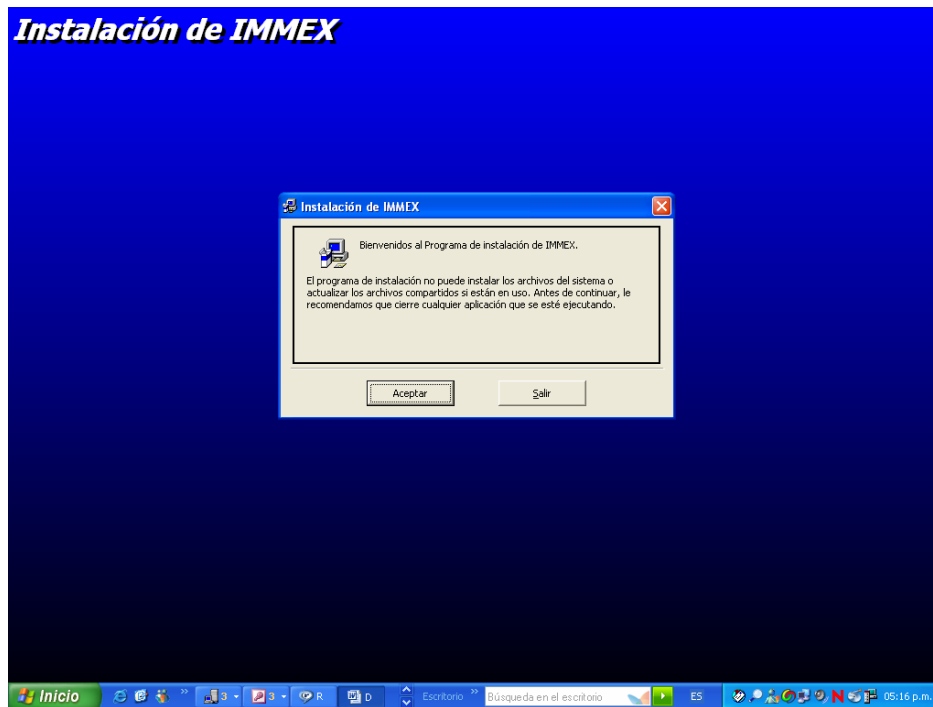 Instalación de IMMEX
Instalación de IMMEX
Bienvenidos al Programa de instalación de IMMEX.
El programa de instalación no puede instalar los archivos del sistema o
actualizar los archivos compartidos si están en uso. Antes de continuar, le
recomendamos que cierre cualquier aplicación que se esté ejecutando.
Aceptar
Salir
Inicio
3
3
R
D
Escritorio
Búsqueda en el escritorio
ES
N
05:16 p.m.